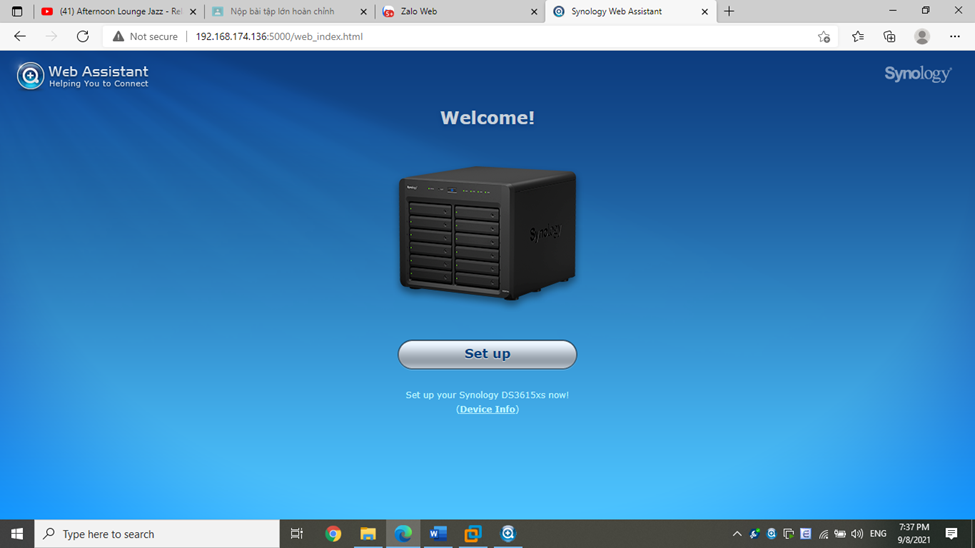 (41) Afternoon Lounge Jazz - Rel
Nộp bài tập lớn hoàn chỉnh
Zalo Web
Synology Web Assistant
Not secure
192.168.174.136:5000/web_index.html
Web Assistant
Helping You to Connect
Synology
Welcome!
Synology
Set up
Set up your Synology DS3615xs now!
(Device Info)
Type here to search
ENG
7:37 PM
9/8/2021